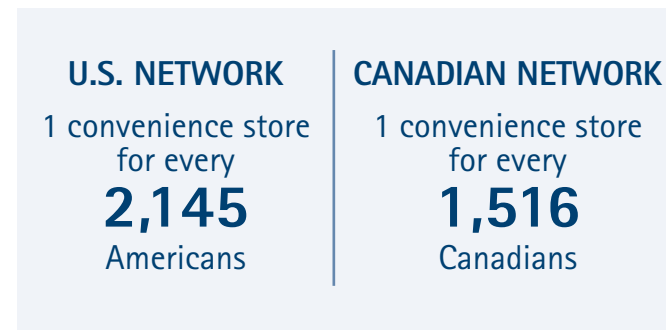 U.S. NETWORK
1 convenience store
for every
2,145
Americans
CANADIAN NETWORK
1 convenience store
for every
1,516
Canadians